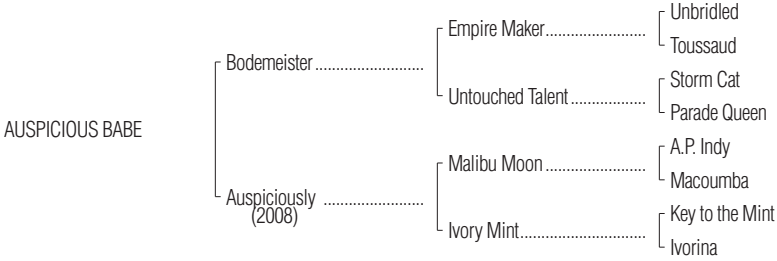 Unbridled
Empire Maker..........................
Toussaud
Bodemeister ..........................
Storm Cat
Untouched Talent..................
Parade Queen
AUSPICIOUS BABE
A.P. Indy
Malibu Moon ........................
Macoumba
Auspiciously ........................
(2008)
Key to the Mint
Ivory Mint..............................
Ivorina